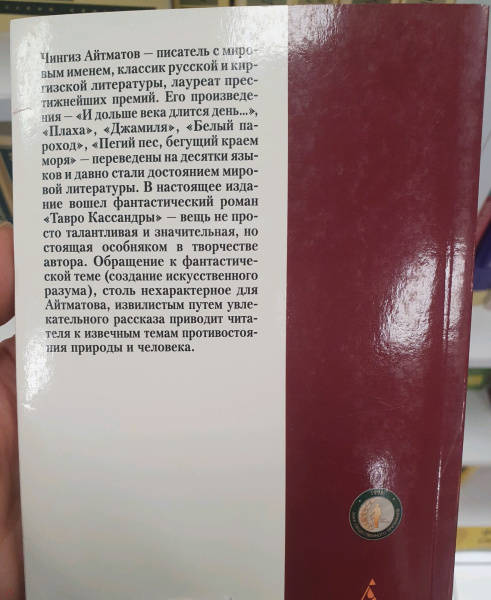 Чингиз Айтматов — писатель с миро-
вым именем, классик русской и кир-
гизской литературы, лауреат прес-
тижнейших премий. Его произведе-
ния — «И дольше века длится день...»,
«Плаха», «Джамиля», «Белый па-
роход», «Пегий пес, бегущий краем
моря» — переведены на десятки язы-
ков и давно стали достоянием миро-
вой литературы. В настоящее изда-
ние вошел фантастический роман
«Тавро Кассандры» — вещь не про-
сто талантливая и значительная, но
стоящая особняком в творчестве
автора. Обращение к фантастиче-
ской теме (создание искусственного
разума), столь нехарактерное для
Айтматова, извилистым путем увле-
кательного рассказа приводит чита-
теля к извечным темам противостоя-
ния природы и человека.